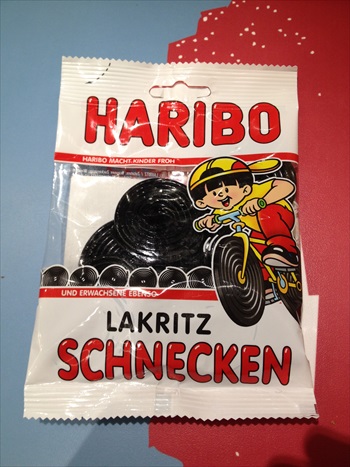 HARIBO
HARIBO MACHT KINDER FROH
UND ERWACHSENE EBENSO
LAKRITZ
SCHNECKEN